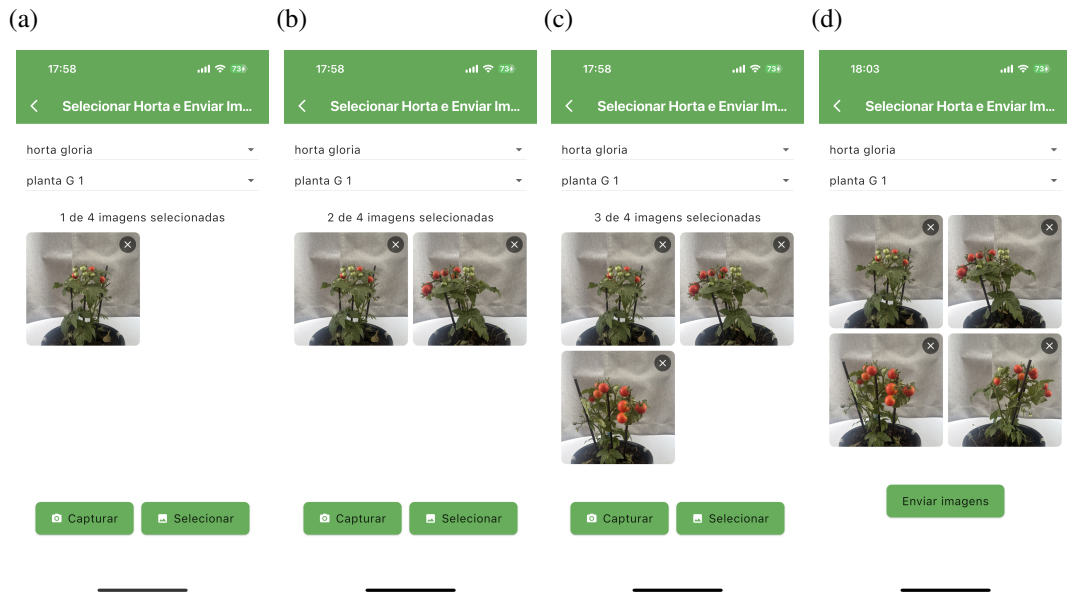 (a)
17:58
73
Selecionar Horta e Enviar Im...
horta gloria
planta G 1
1 de 4 imagens selecionadas
Capturar
Selecionar
(b)
17:58
73
Selecionar Horta e Enviar Im...
horta gloria
planta G 1
2 de 4 imagens selecionadas
Capturar
Selecionar
(c)
17:58
73
Selecionar Horta e Enviar Im...
horta gloria
planta G 1
3 de 4 imagens selecionadas
Capturar
Selecionar
(d)
18:03
73
Selecionar Horta e Enviar Im...
horta gloria
planta G 1
Enviar imagens